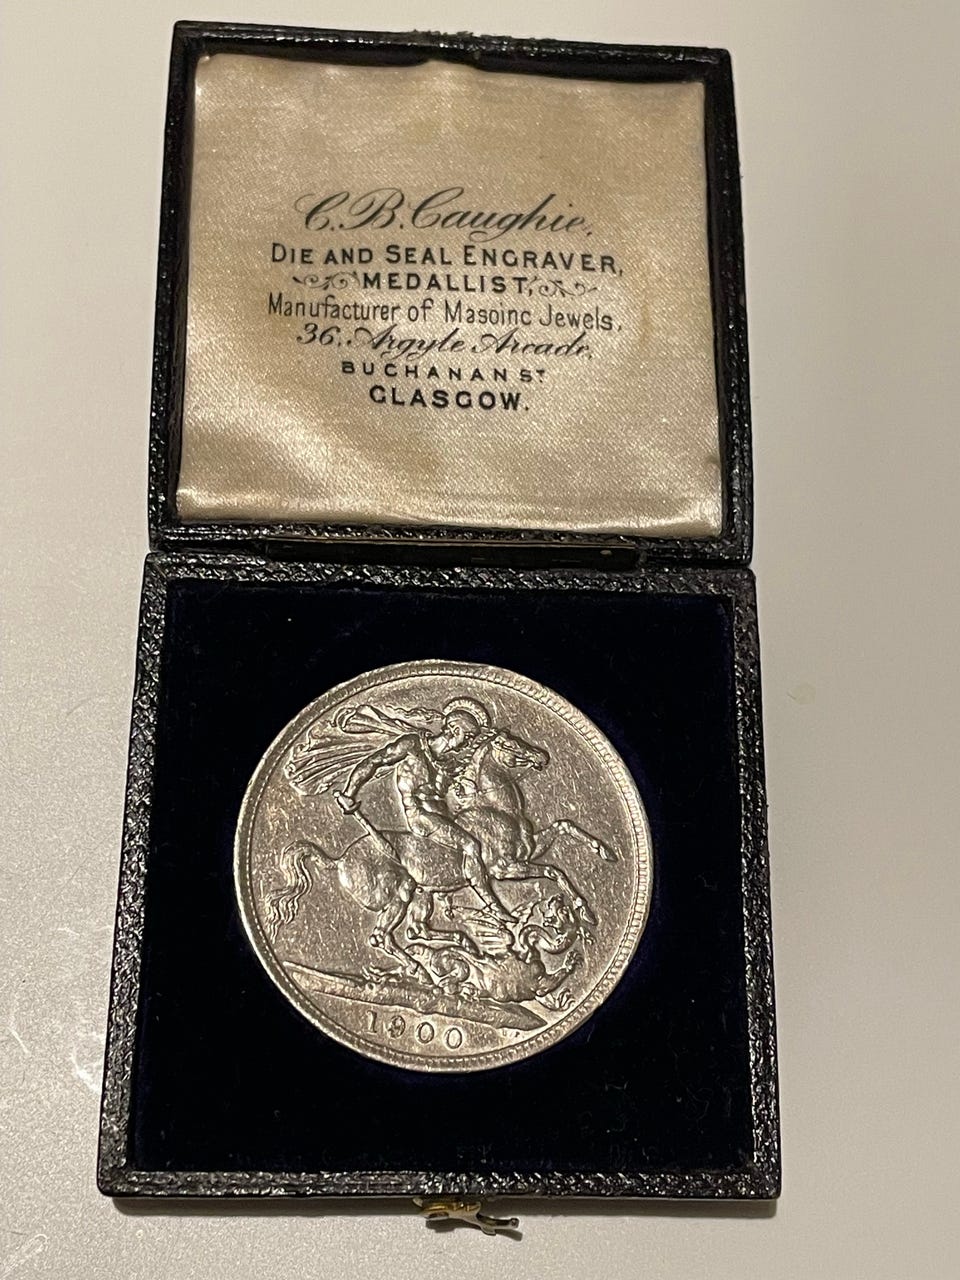 C.B. Caughie,
DIE AND SEAL ENGRAVER,
MEDALLIST,
Manufacturer of Masoinc Jewels,
36, Argyle Arcade,
BUCHANAN ST
GLASGOW.
1900